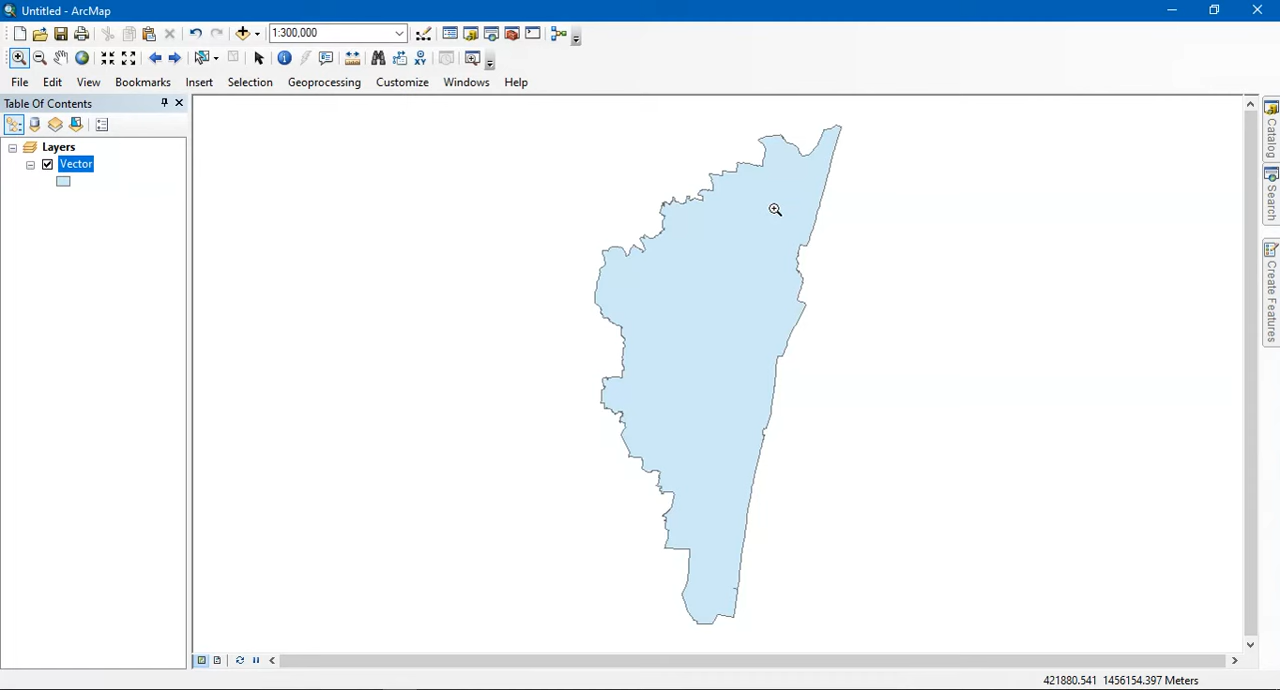 Untitled - ArcMap
1:300,000
File Edit View Bookmarks Insert Selection Geoprocessing Customize Windows Help
Table Of Contents
Layers
Vector
Catalog
Search
Create Features
421880.541 1456154.397 Meters